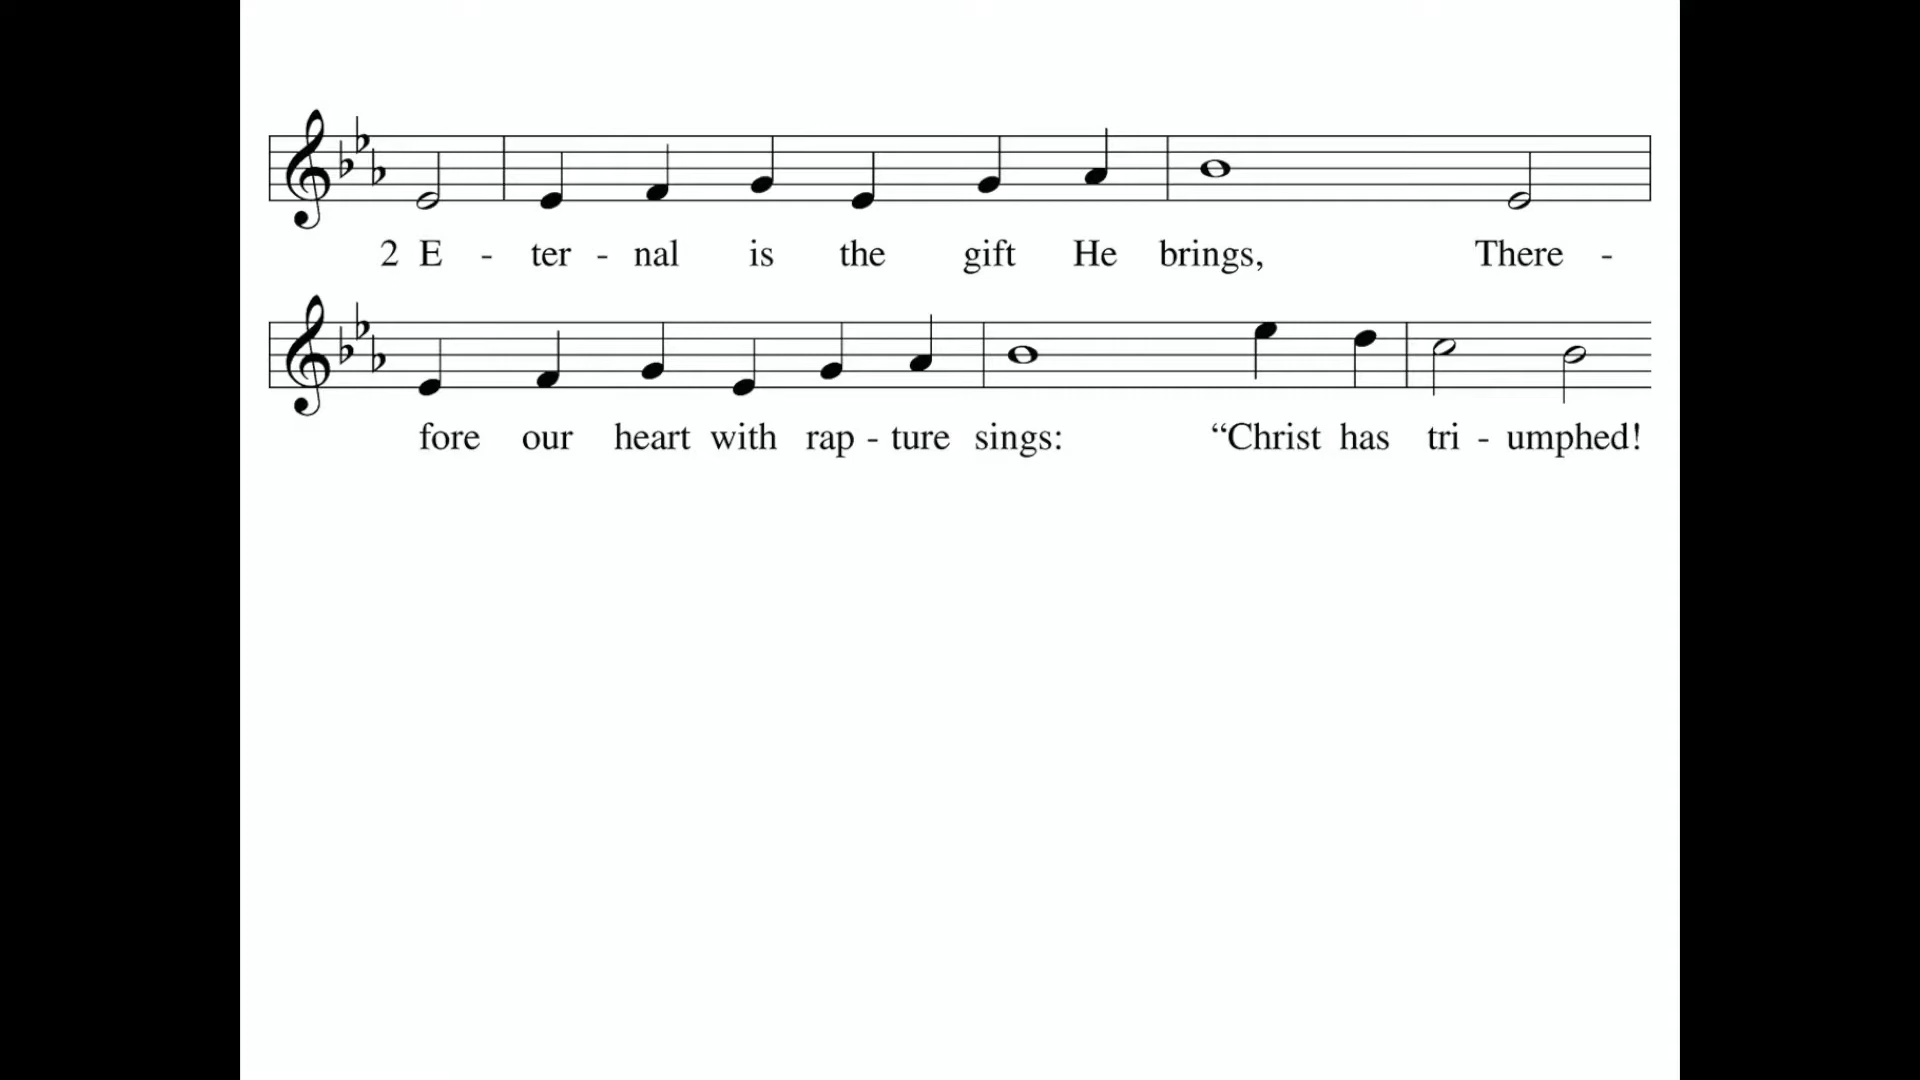 2 E - ter - nal is the gift He brings, There -
fore our heart with rap - ture sings: “Christ has tri - umphed!